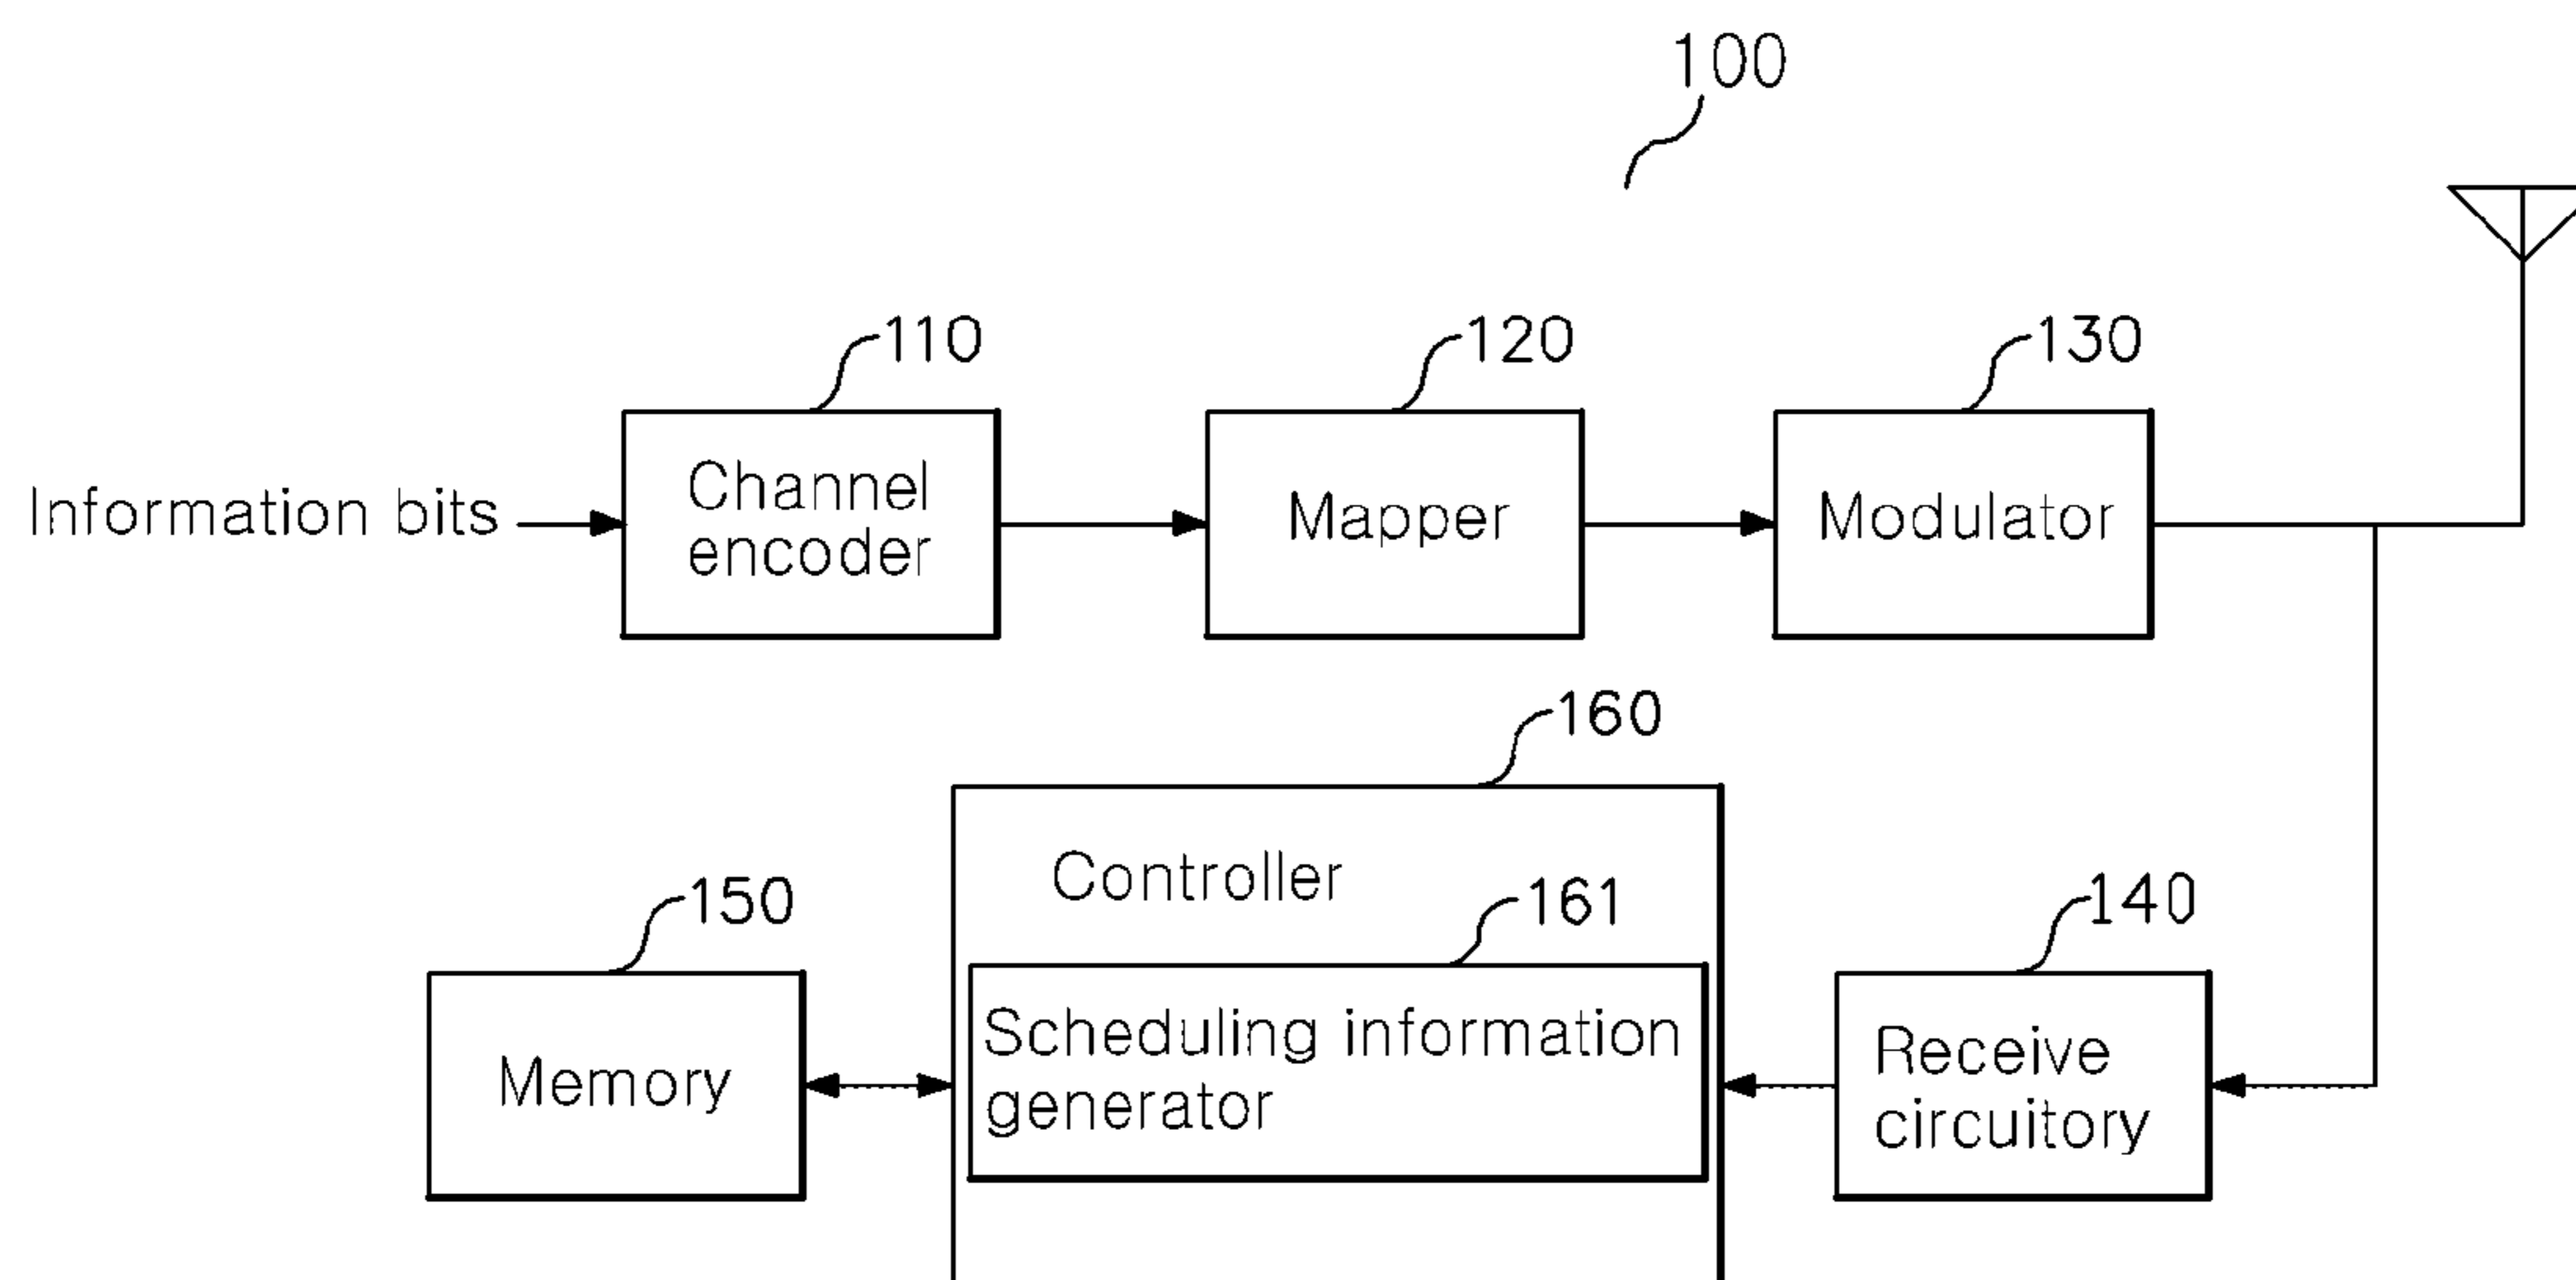 100
110
120
130
Information bits
Channel
encoder
Mapper
Modulator
160
Controller
150
161
140
Memory
Scheduling information
generator
Receive
circuitory